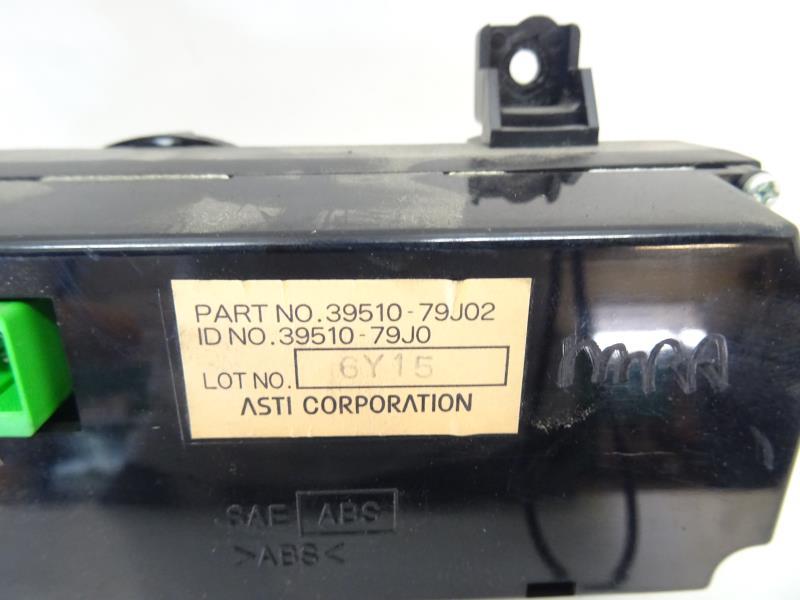 PART NO. 39510-79J02
ID NO. 39510-79J0
LOT NO. 6Y15
ASTI CORPORATION
SAE ABS
>ABS<